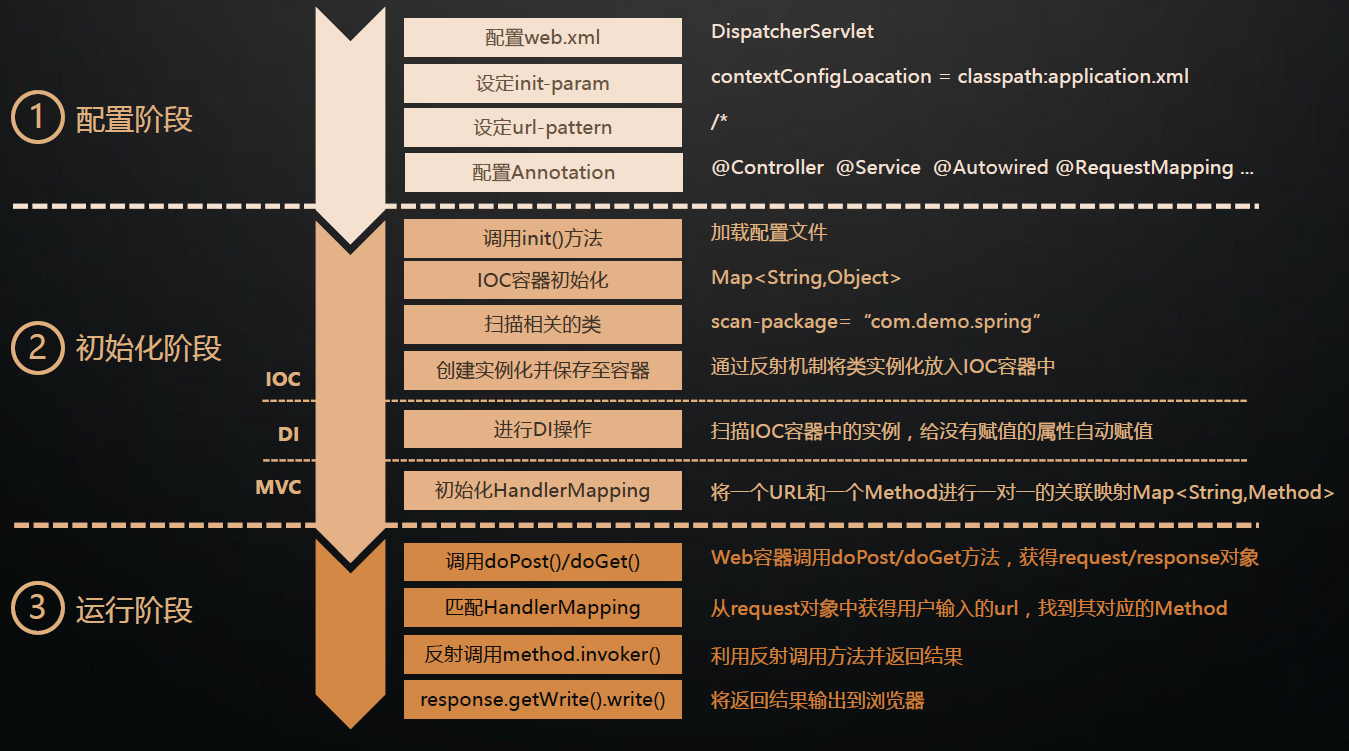 1 配置阶段
配置web.xml DispatcherServlet
设定init-param contextConfigLoacation = classpath:application.xml
设定url-pattern /*
配置Annotation @Controller @Service @Autowired @RequestMapping ...
2 初始化阶段
调用init()方法 加载配置文件
IOC容器初始化 Map<String,Object>
扫描相关的类 scan-package= “com.demo.spring”
创建实例化并保存至容器 通过反射机制将类实例化放入IOC容器中
IOC
DI 进行DI操作 扫描IOC容器中的实例，给没有赋值的属性自动赋值
MVC 初始化HandlerMapping 将一个URL和一个Method进行一对一的关联映射Map<String,Method>
3 运行阶段
调用doPost()/doGet() Web容器调用doPost/doGet方法，获得request/response对象
匹配HandlerMapping 从request对象中获得用户输入的url，找到其对应的Method
反射调用method.invoker() 利用反射调用方法并返回结果
response.getWrite().write() 将返回结果输出到浏览器